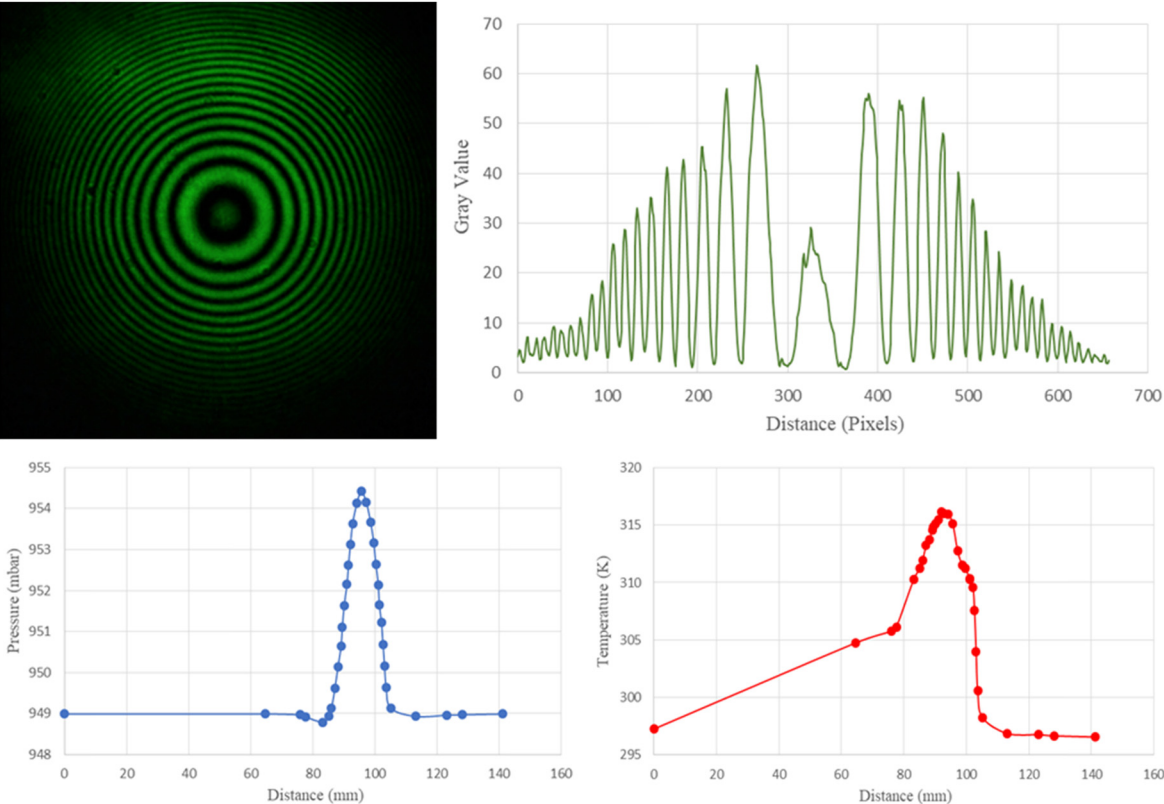 70
60
50
40
30
20
10
0
Gray Value
0 100 200 300 400 500 600 700
Distance (Pixels)
955
954
953
952
951
950
949
948
Pressure (mbar)
0 20 40 60 80 100 120 140 160
Distance (mm)
320
315
310
305
300
295
Temperature (K)
0 20 40 60 80 100 120 140 160
Distance (mm)